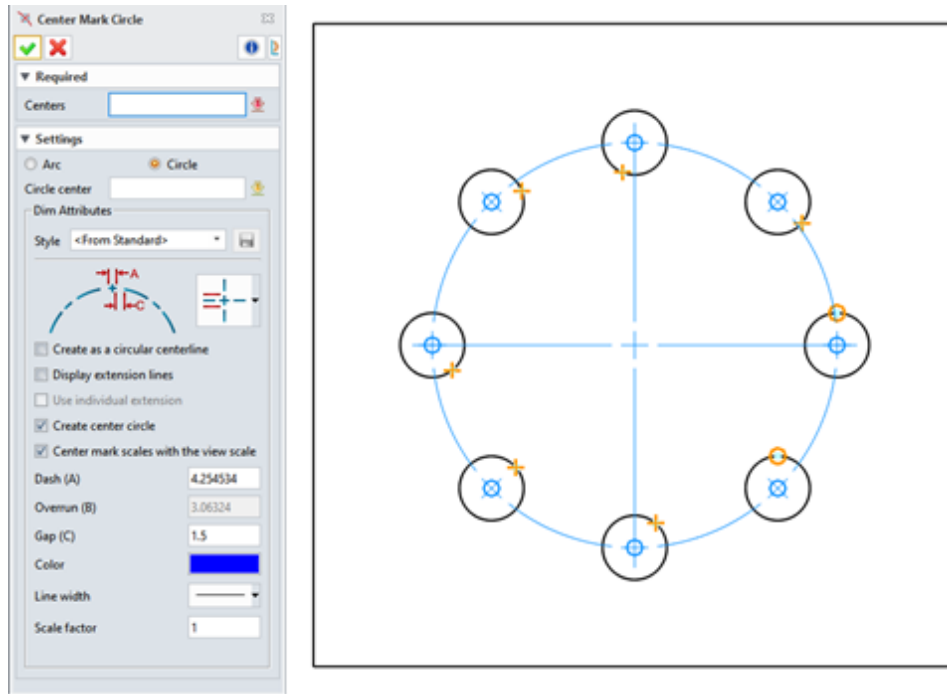 Center Mark Circle
Required
Centers
Settings
Arc Circle
Circle center
Dim Attributes
Style <From Standard>
A
C
Create as a circular centerline
Display extension lines
Use individual extension
Create center circle
Center mark scales with the view scale
Dash (A) 4.254534
Overrun (B) 3.06324
Gap (C) 1.5
Color
Line width
Scale factor 1